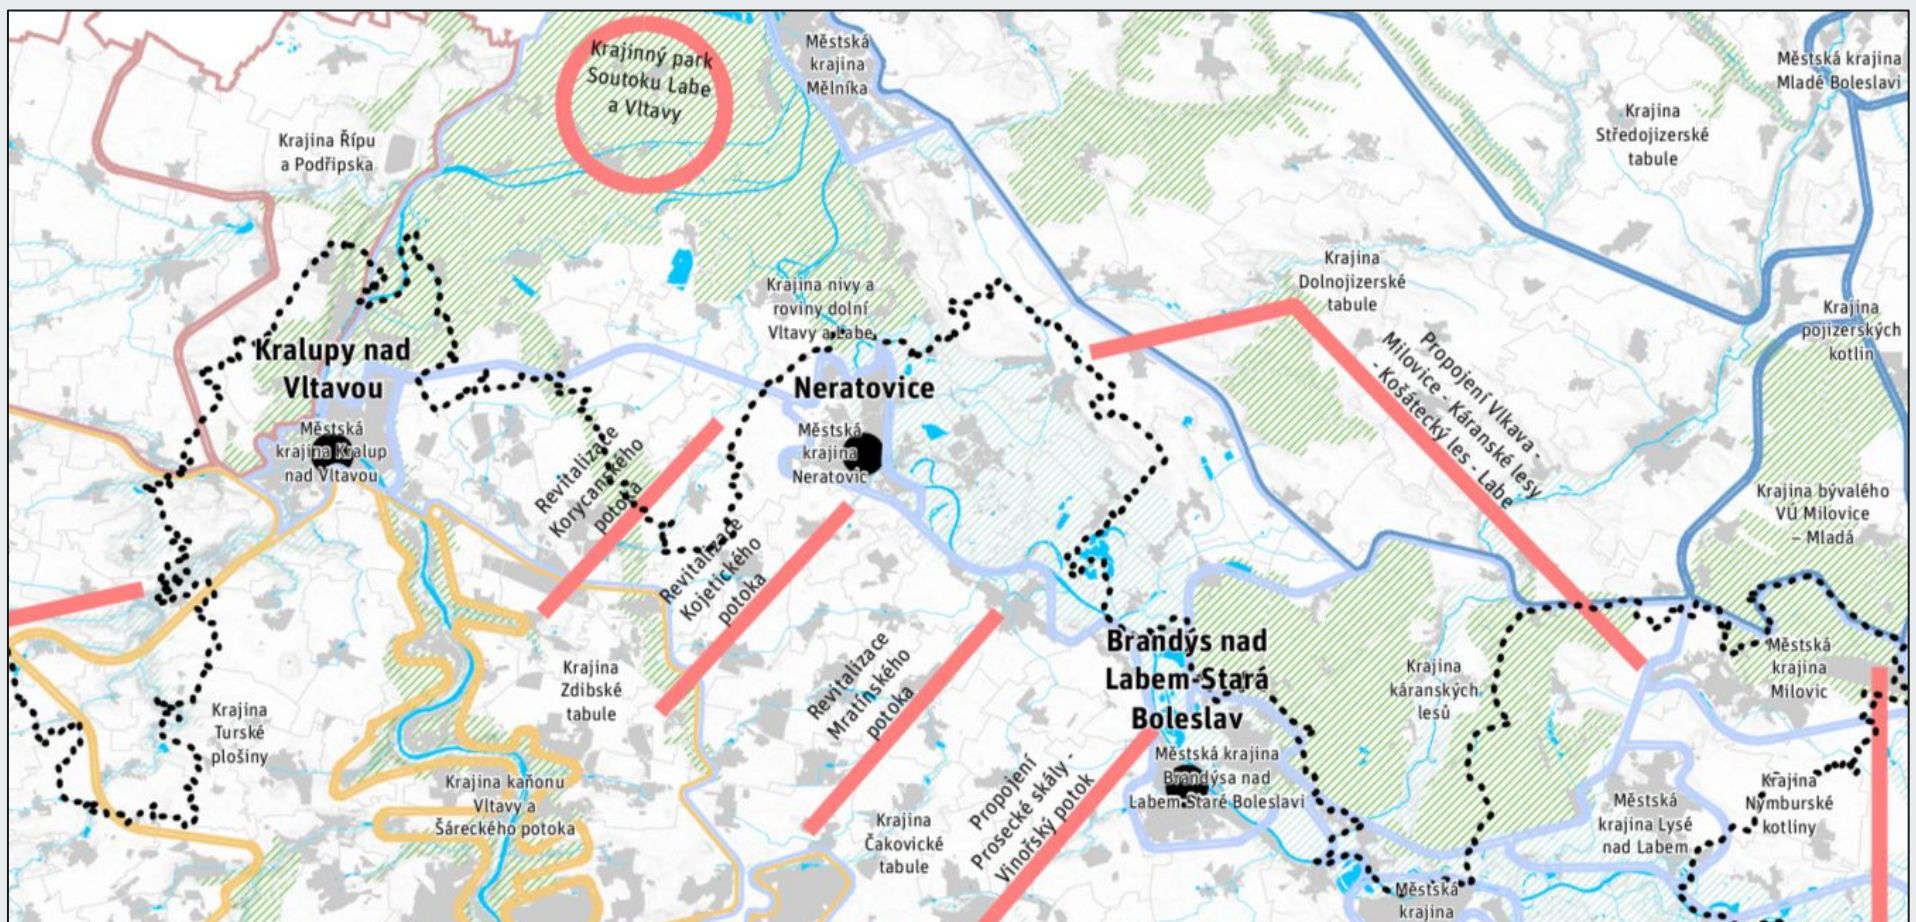 Krajinný park
Soutoku Labe
a Vltavy
Městská
krajina
Mělníka
Městská krajina
Mladé Boleslavi
Krajina Řípu
a Podřipska
Krajina
Středojizerské
tabule
Krajina nivy a
roviny dolní
Vltavy a Labe
Krajina
Dolnojizerské
tabule
Krajina
pojizerských
kotlin
Propojení Vlkava -
Milovice - Káranské lesy
- Košátecký les - Labe
Kralupy nad
Vltavou
Městská
krajina Kralup
nad Vltavou
Neratovice
Městská
krajina
Neratovic
Revitalizace
Korycanského
potoka
Revitalizace
Kojetického
potoka
Krajina bývalého
VÚ Milovice
– Mladá
Revitalizace
Mratínského
potoka
Brandýs nad
Labem-Stará
Boleslav
Městská krajina
Brandýsa nad
Labem-Staré Boleslavi
Krajina
Zdibské
tabule
Krajina
káranských
lesů
Městská
krajina
Milovic
Krajina
Turské
plošiny
Krajina kaňonu
Vltavy a
Šáreckého potoka
Krajina
Čakovické
tabule
Propojení
Prosecké skály -
Vinořský potok
Městská
krajina Lysé
nad Labem
Krajina
Nymburské
kotliny
Městská
krajina